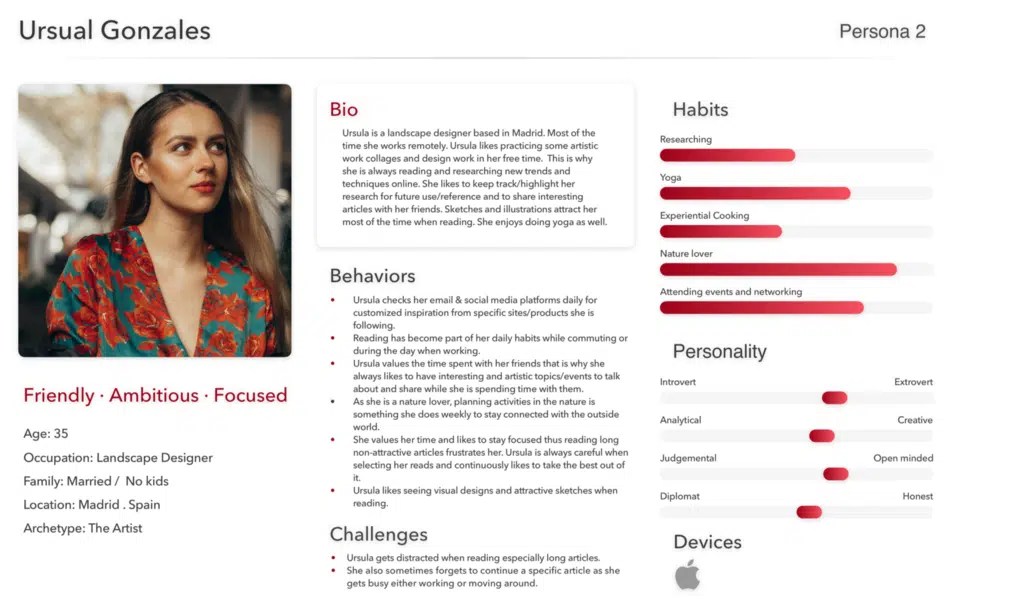 Ursual Gonzales
Persona 2
Friendly · Ambitious · Focused
Age: 35
Occupation: Landscape Designer
Family: Married / No kids
Location: Madrid . Spain
Archetype: The Artist
Bio
Ursula is a landscape designer based in Madrid. Most of the
time she works remotely. Ursula likes practicing some artistic
work collages and design work in her free time. This is why
she is always reading and researching new trends and
techniques online. She likes to keep track/highlight her
research for future use/reference and to share interesting
articles with her friends. Sketches and illustrations attract her
most of the time when reading. She enjoys doing yoga as well.
Behaviors
• Ursula checks her email & social media platforms daily for
customized inspiration from specific sites/products she is
following.
• Reading has become part of her daily habits while commuting or
during the day when working.
• Ursula values the time spent with her friends that is why she
always likes to have interesting and artistic topics/events to talk
about and share while she is spending time with them.
• As she is a nature lover, planning activities in the nature is
something she does weekly to stay connected with the outside
world.
• She values her time and likes to stay focused thus reading long
non-attractive articles frustrates her. Ursula is always careful when
selecting her reads and continuously likes to take the best out of
it.
• Ursula likes seeing visual designs and attractive sketches when
reading.
Challenges
• Ursula gets distracted when reading especially long articles.
• She also sometimes forgets to continue a specific article as she
gets busy either working or moving around.
Habits
Researching
Yoga
Experiential Cooking
Nature lover
Attending events and networking
Personality
Introvert Extrovert
Analytical Creative
Judgemental Open minded
Diplomat Honest
Devices